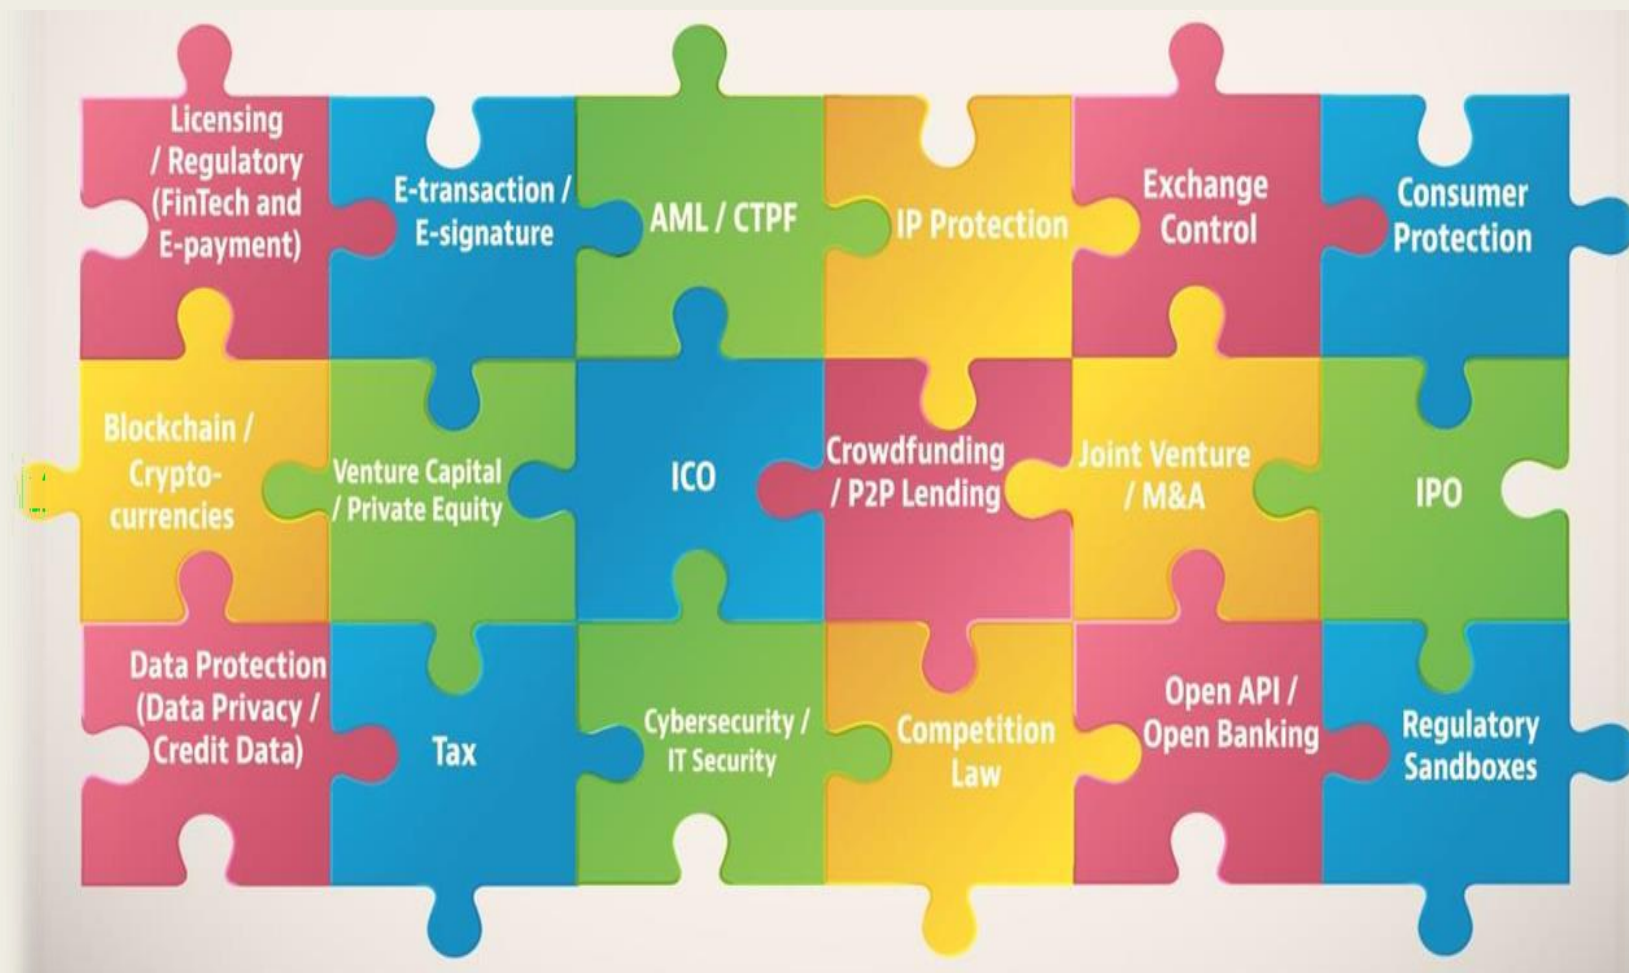 Licensing
/ Regulatory
(FinTech and
E-payment)
E-transaction /
E-signature
AML / CTPF
IP Protection
Exchange
Control
Consumer
Protection
Blockchain /
Crypto-
currencies
Venture Capital
/ Private Equity
ICO
Crowdfunding
/ P2P Lending
Joint Venture
/ M&A
IPO
Data Protection
(Data Privacy /
Credit Data)
Tax
Cybersecurity /
IT Security
Competition
Law
Open API /
Open Banking
Regulatory
Sandboxes